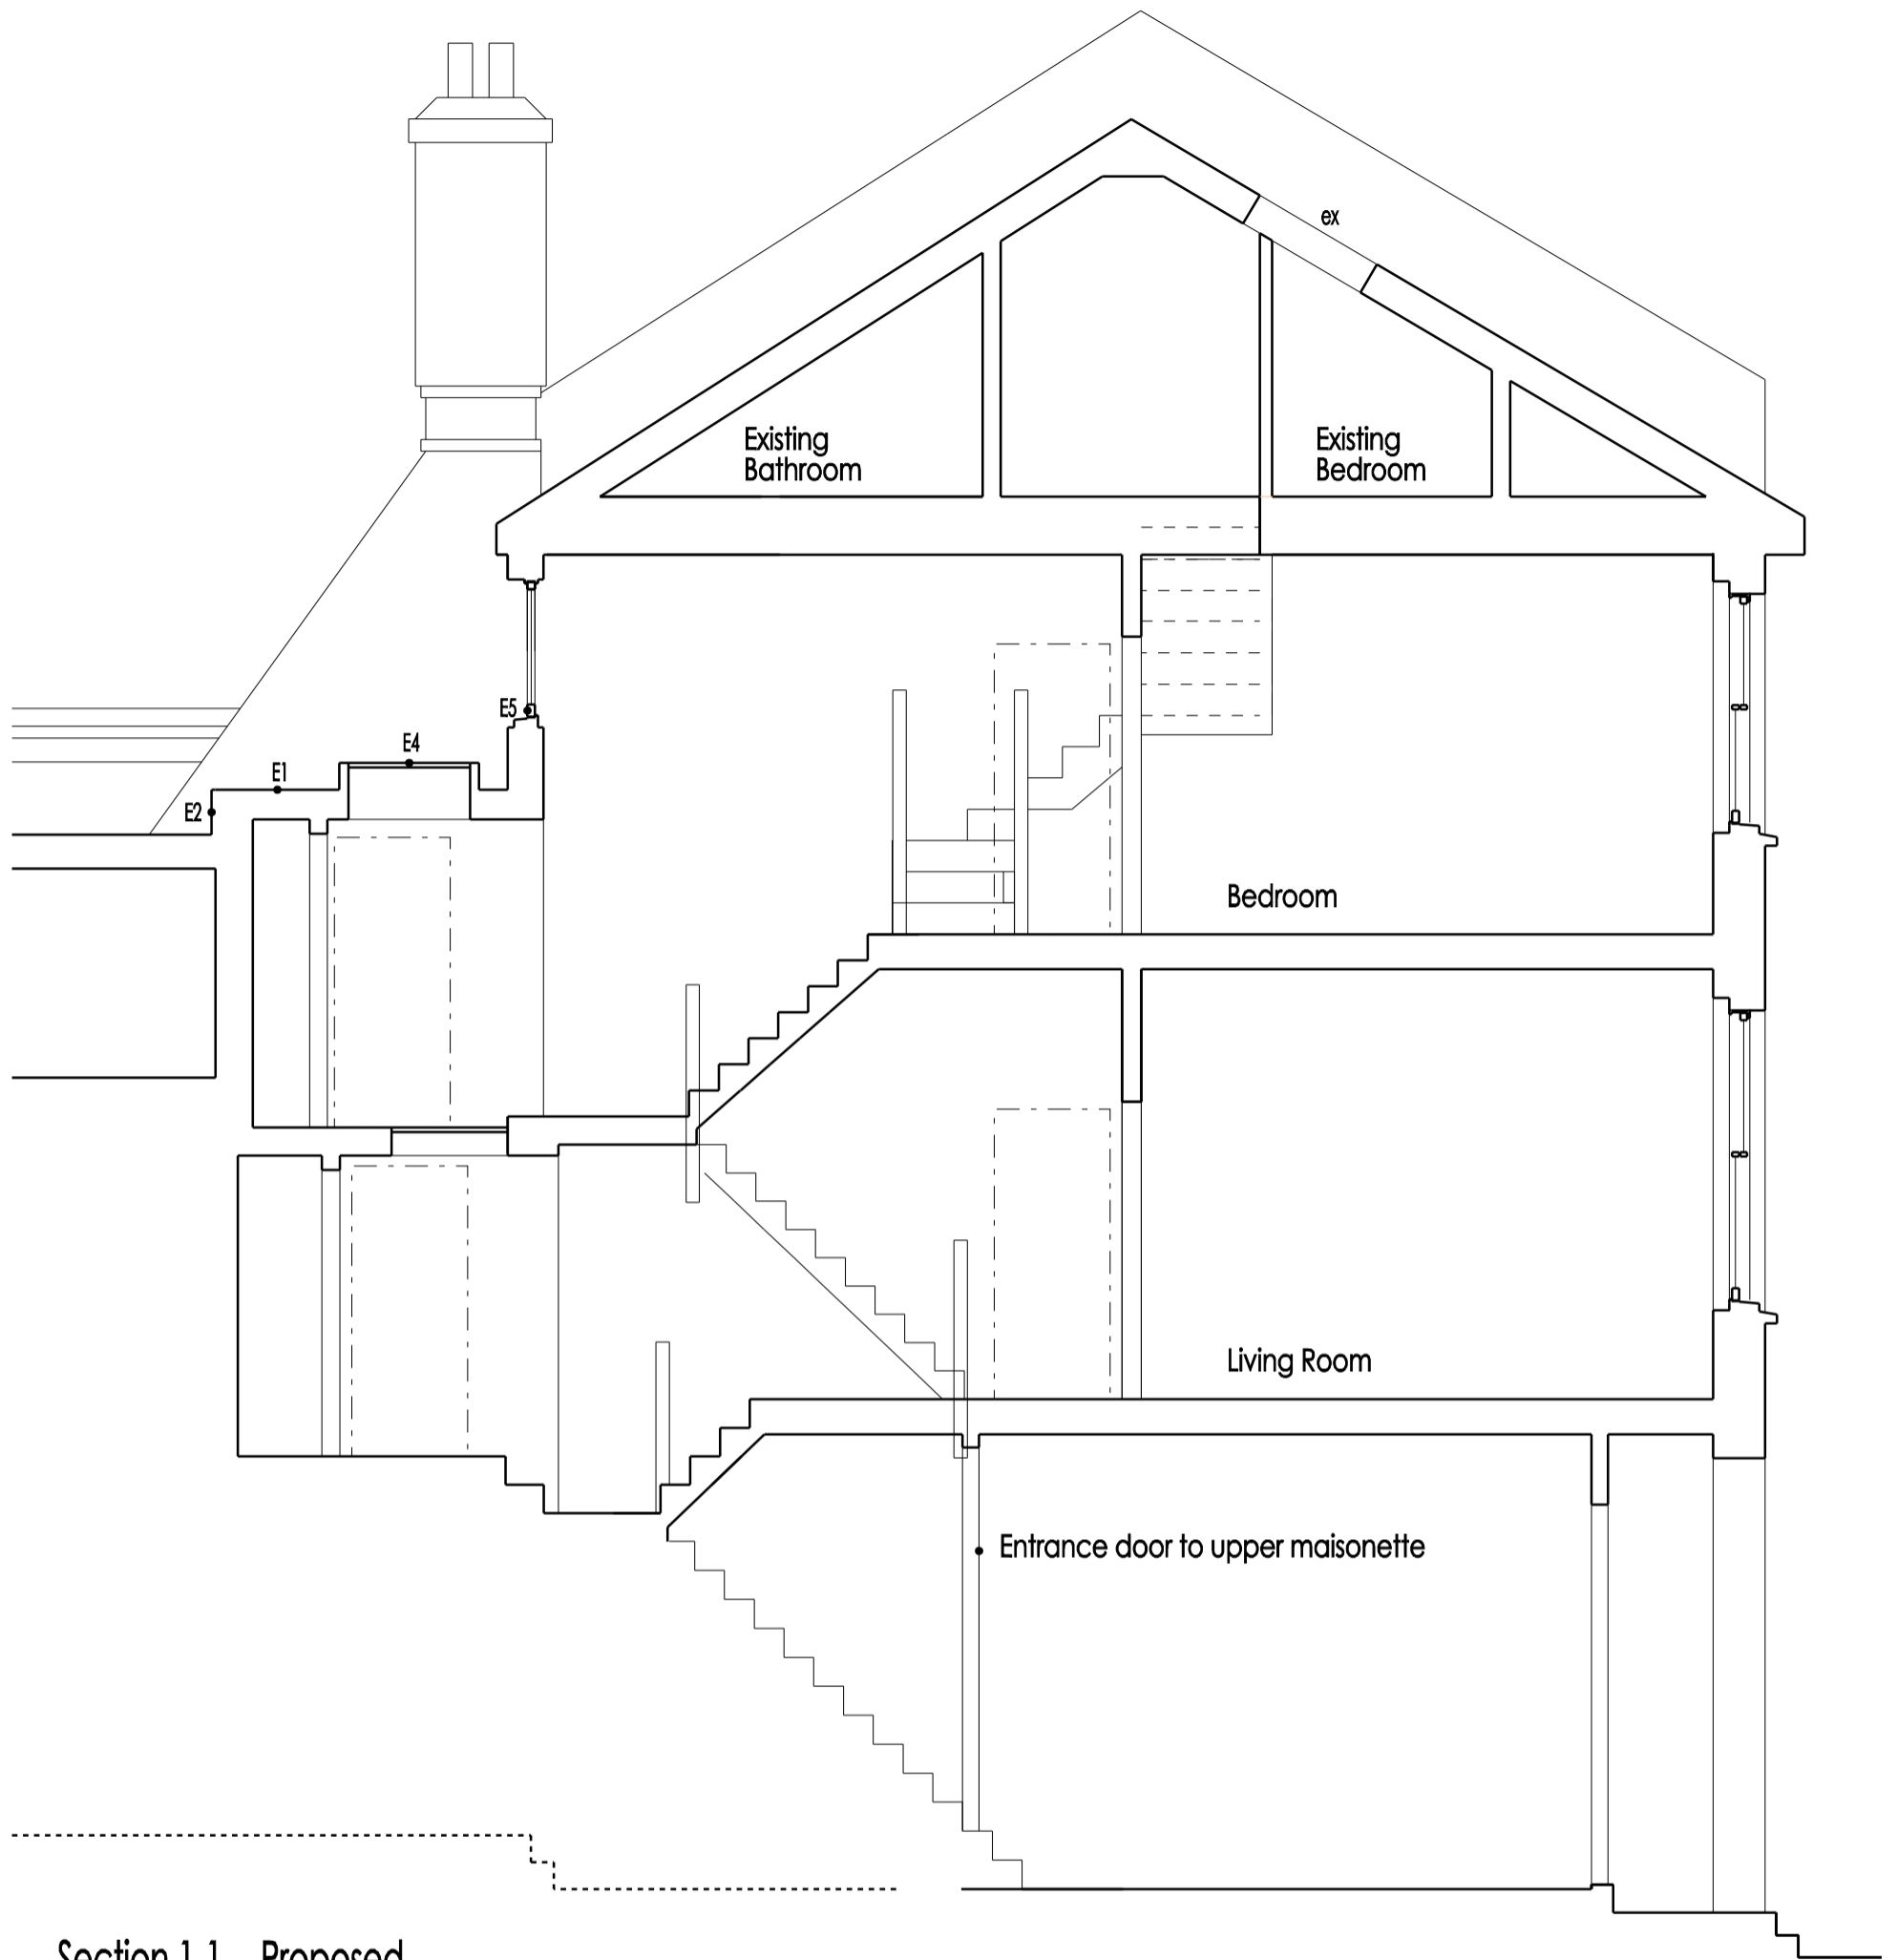 ex
Existing
Bathroom
Existing
Bedroom
E5
E4
E1
E2
Bedroom
Living Room
Entrance door to upper maisonette
Section 1 1 Proposed